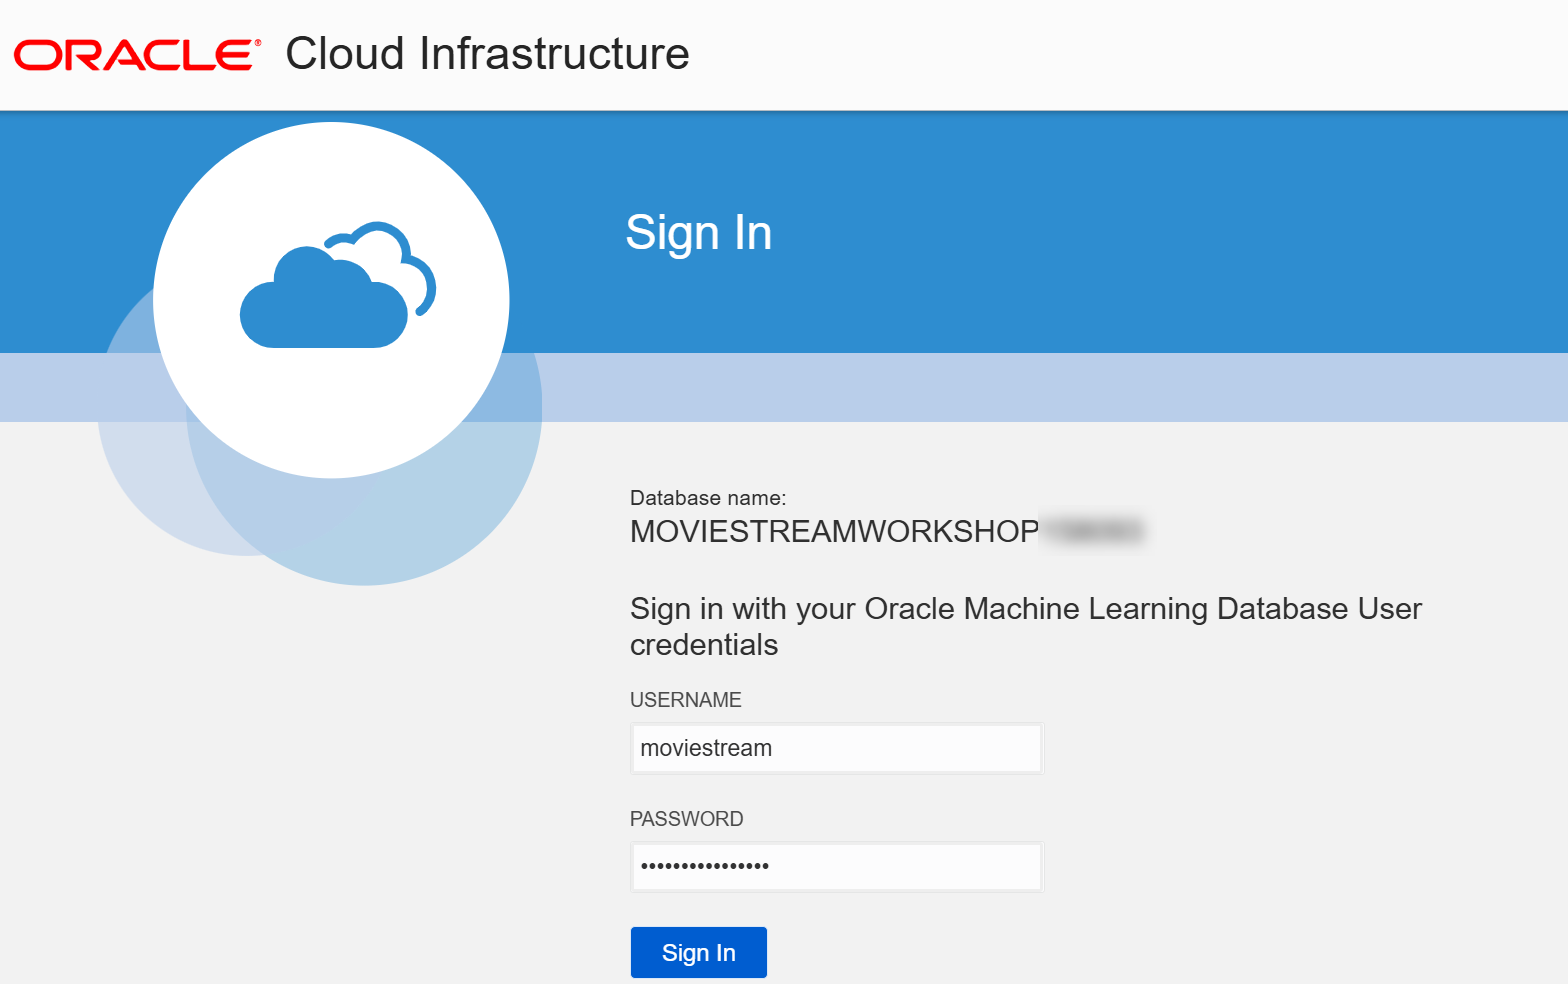 ORACLE® Cloud Infrastructure
Sign In
Database name:
MOVIESTREAMWORKSHOP
Sign in with your Oracle Machine Learning Database User
credentials
USERNAME
moviestream
PASSWORD
••••••••••••••••
Sign In